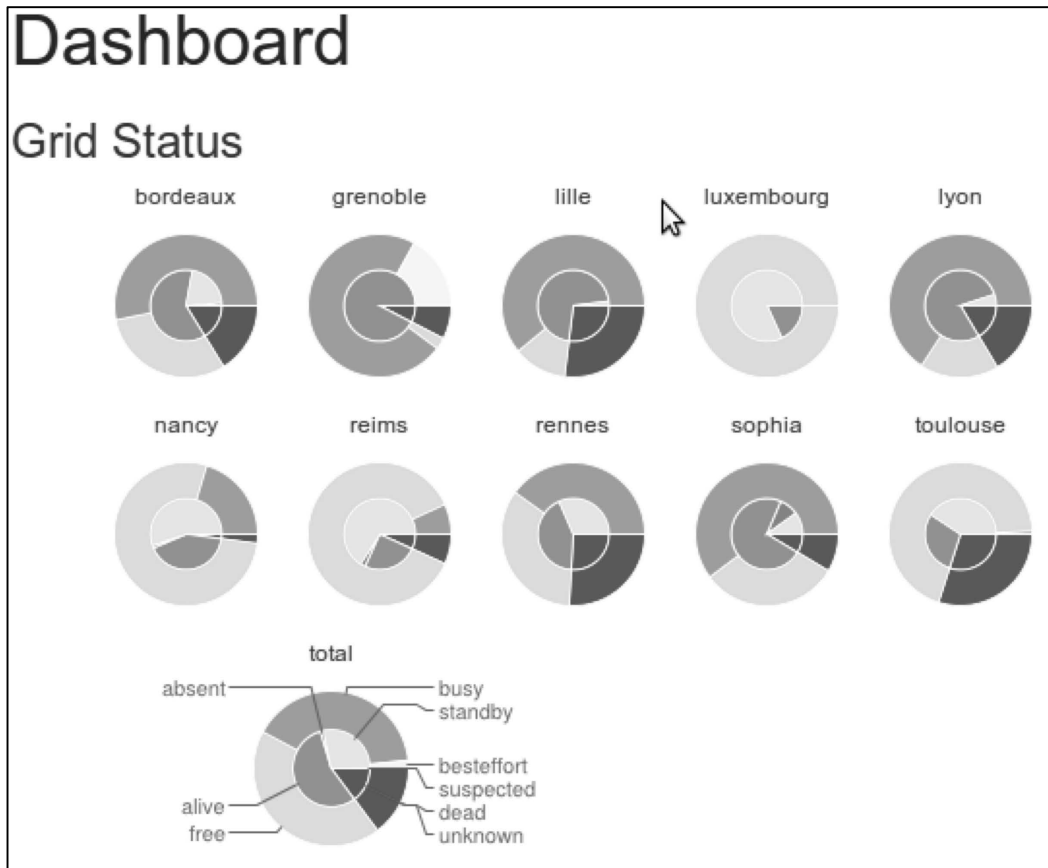 Dashboard
Grid Status
bordeaux grenoble lille luxembourg lyon
nancy reims rennes sophia toulouse
total
absent busy
standby
besteffort
suspected
alive dead
free unknown